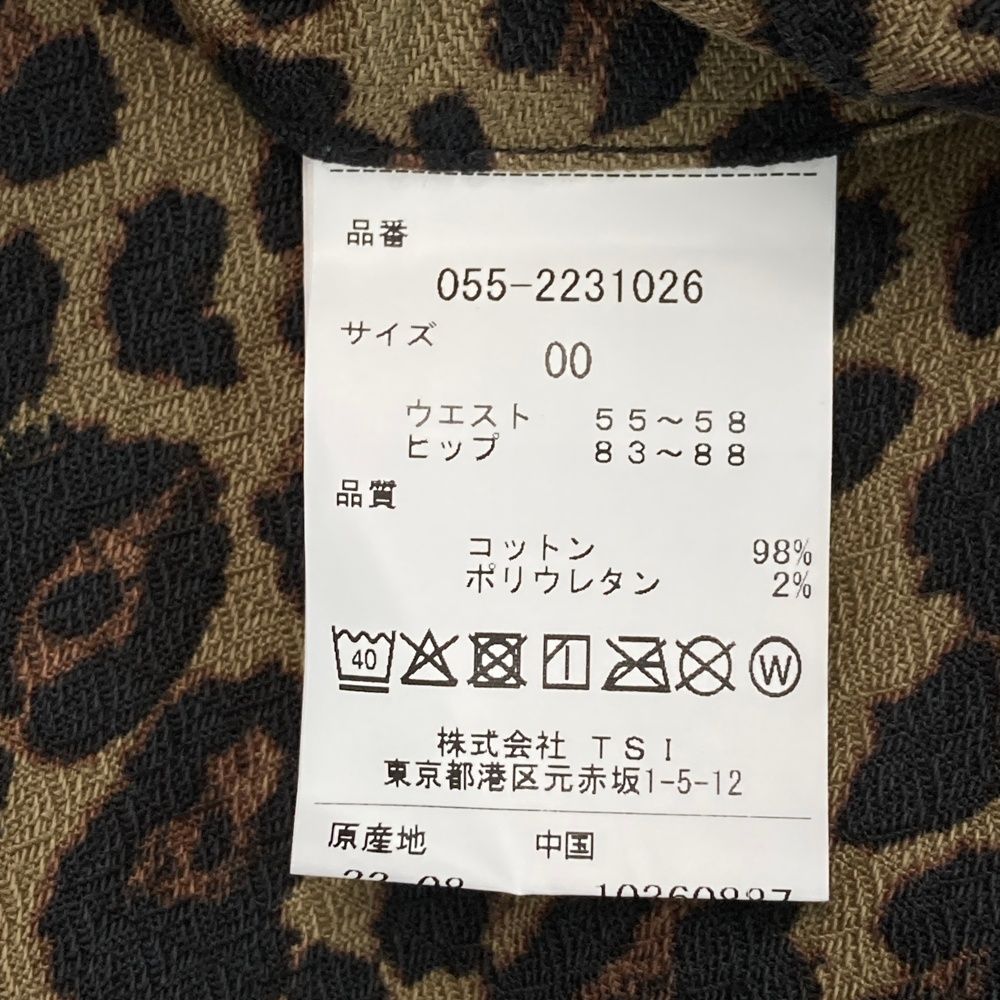 品番
055-2231026
サイズ
00
ウエスト 55~58
ヒップ 83~88
品質
コットン 98%
ポリウレタン 2%
40 W
株式会社 TSI
東京都港区元赤坂1-5-12
原産地 中国